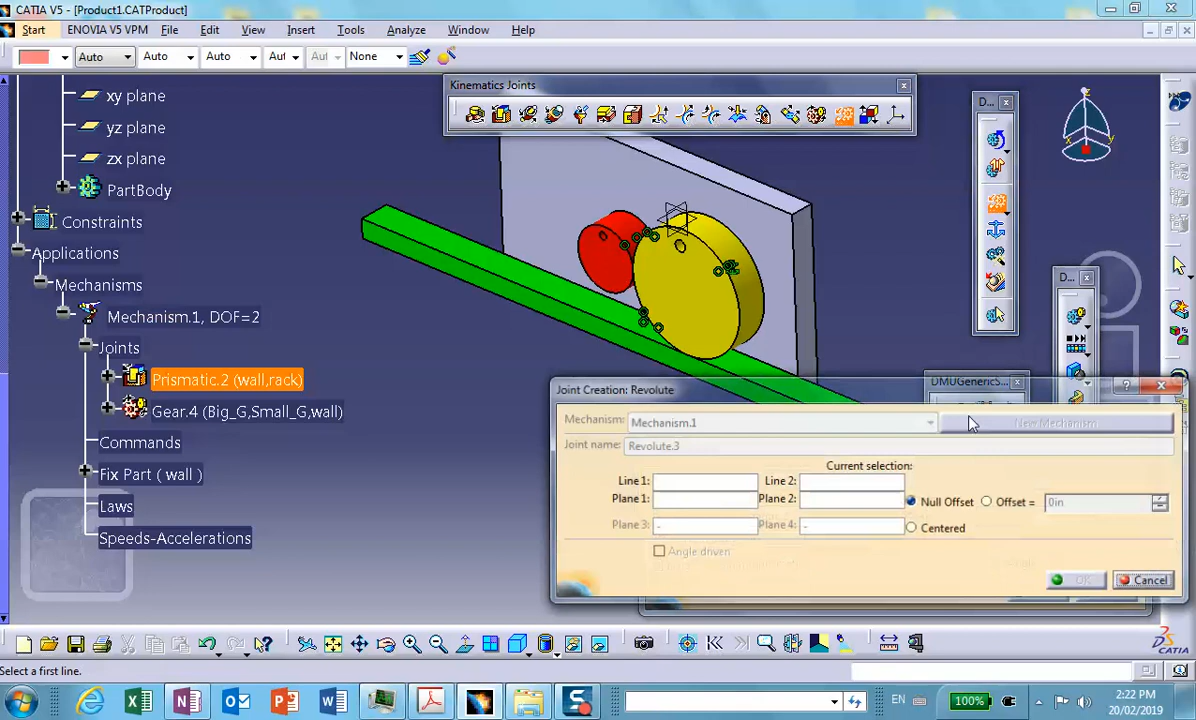 CATIA V5 - [Product1.CATProduct]
Start ENOVIA V5 VPM File Edit View Insert Tools Analyze Window Help
Auto Auto Auto Aut Aut None
Kinematics Joints
D...
xy plane
yz plane
zx plane
PartBody
Constraints
Applications
Mechanisms
Mechanism.1, DOF=2
Joints
Prismatic.2 (wall,rack)
Gear.4 (Big_G,Small_G,wall)
Commands
Fix Part ( wall )
Laws
Speeds-Accelerations
D...
DMUGenericS...
Joint Creation: Revolute
Mechanism: Mechanism.1 New Mechanism
Joint name: Revolute.3
Current selection:
Line 1: Line 2:
Plane 1: Plane 2: Null Offset Offset = 0in
Plane 3: - Plane 4: - Centered
Angle driven
OK Cancel
CATIA
Select a first line.
EN 100% 2:22 PM
20/02/2019